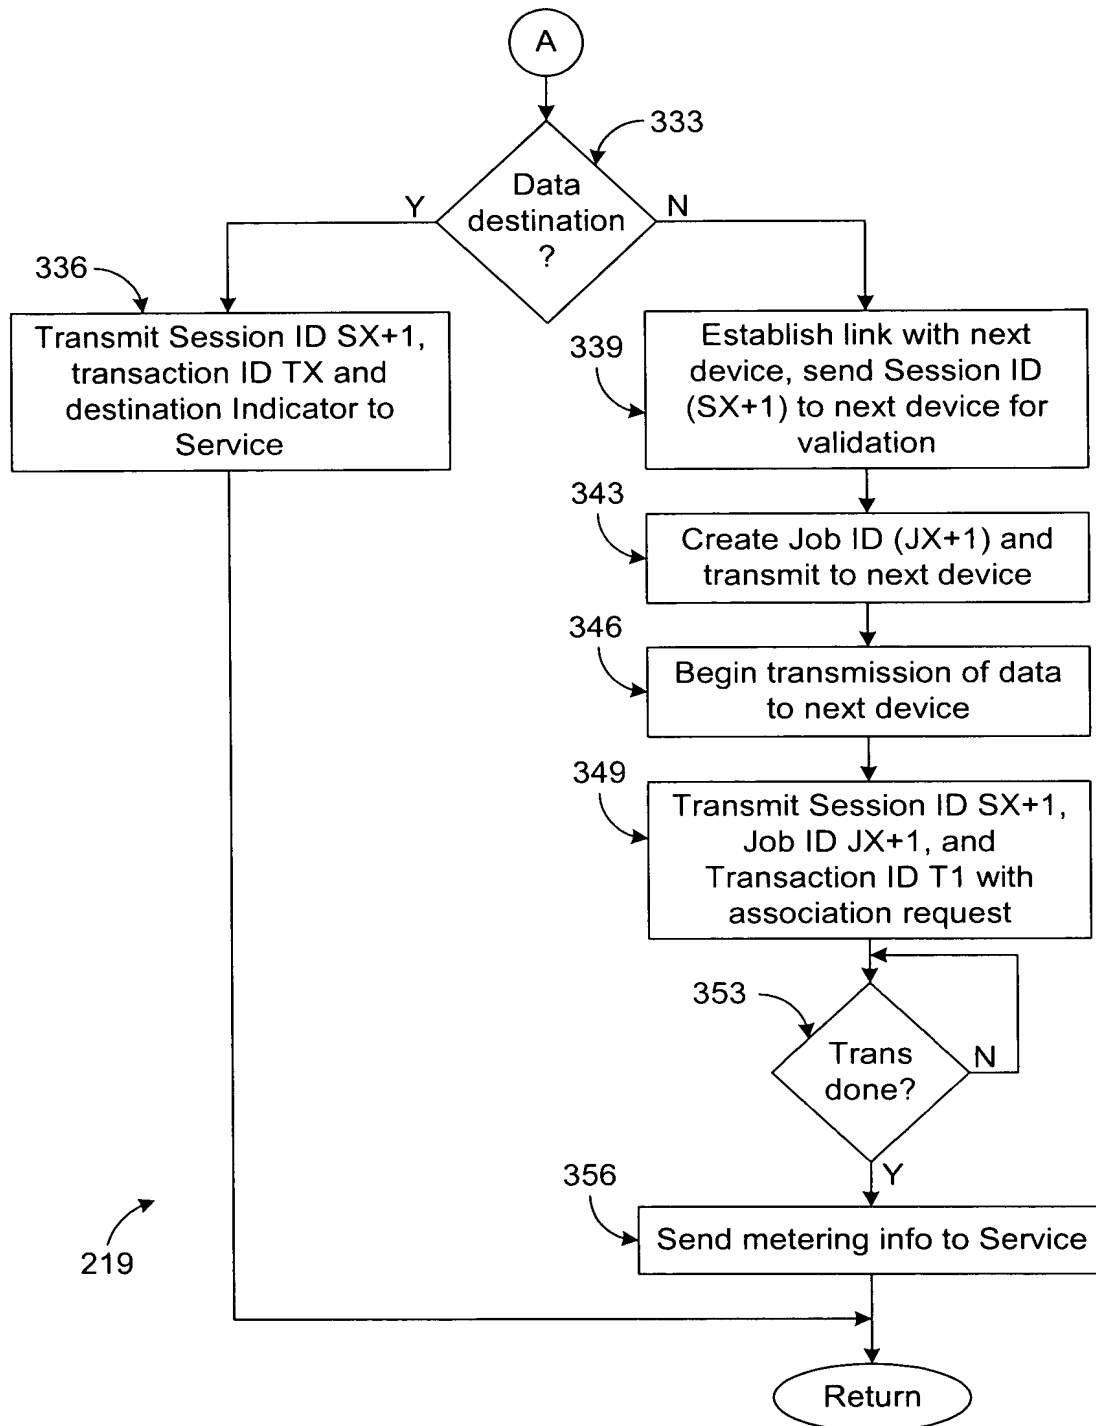 A
333
Data
destination
?
Y
N
336
Transmit Session ID SX+1,
transaction ID TX and
destination Indicator to
Service
339
Establish link with next
device, send Session ID
(SX+1) to next device for
validation
343
Create Job ID (JX+1) and
transmit to next device
346
Begin transmission of data
to next device
349
Transmit Session ID SX+1,
Job ID JX+1, and
Transaction ID T1 with
association request
353
Trans
done?
N
Y
356
Send metering info to Service
219
Return